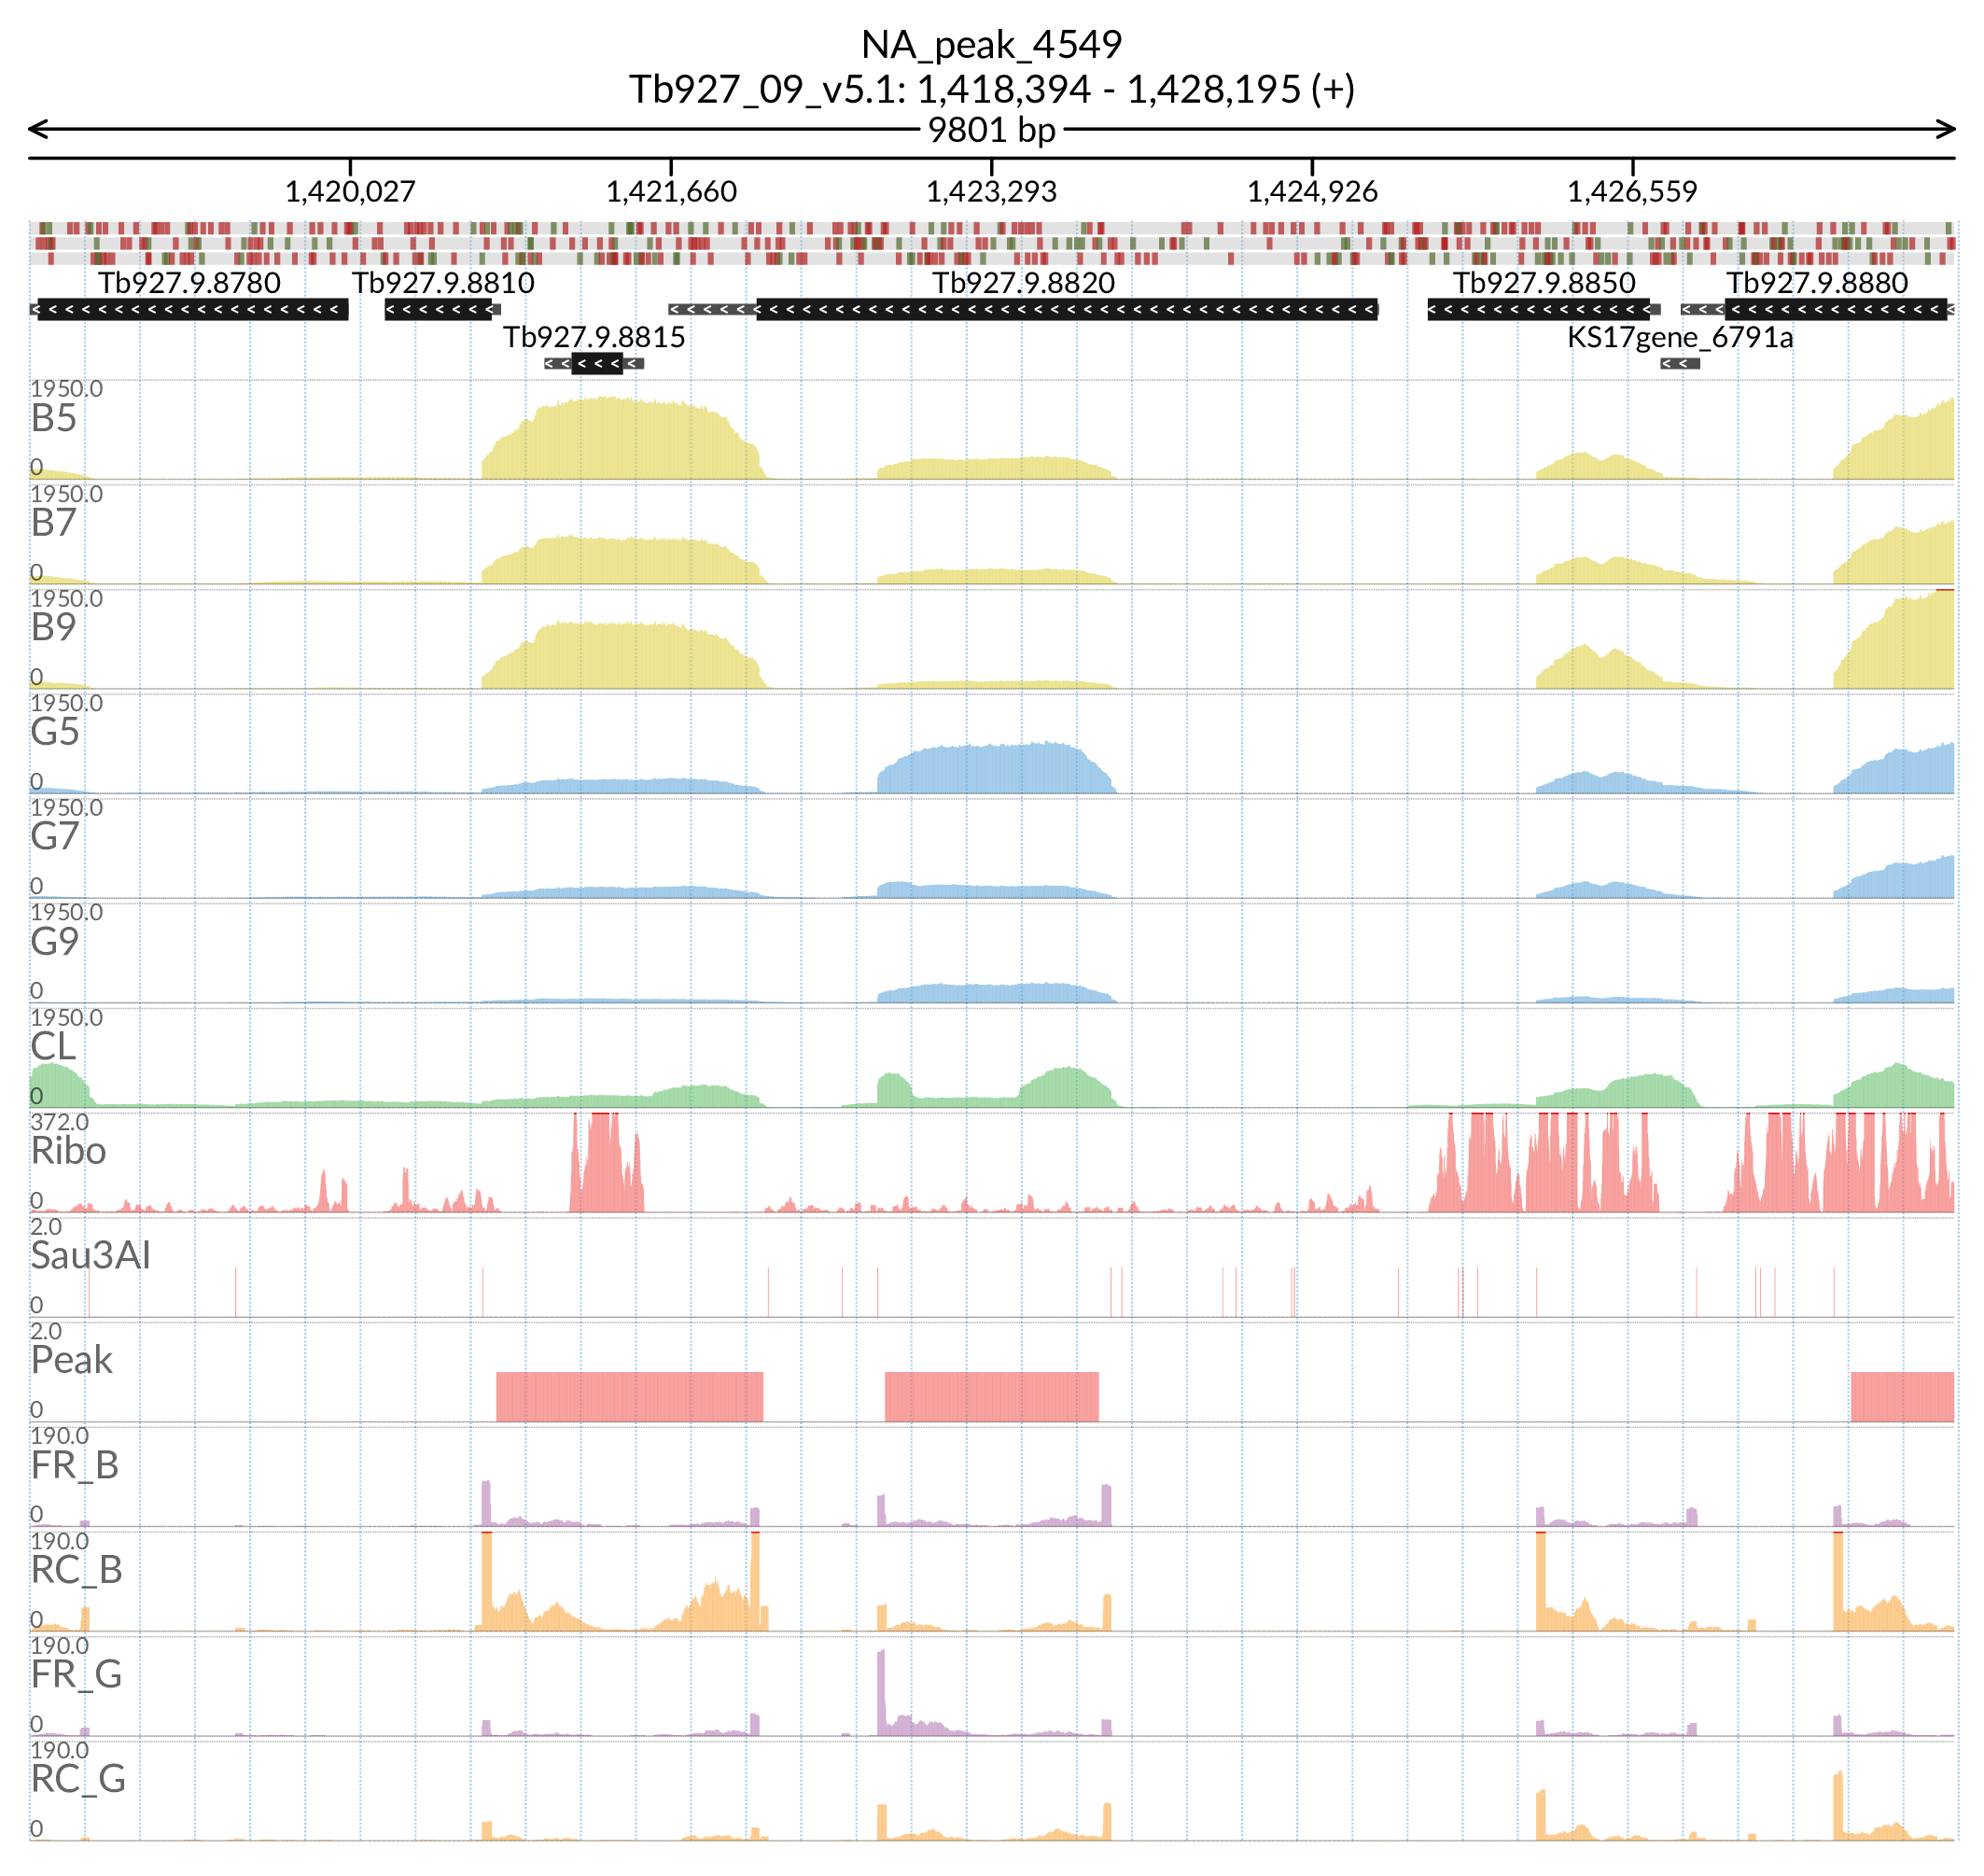 NA_peak_4549
Tb927_09_v5.1: 1,418,394 - 1,428,195 (+)
9801 bp
1,420,027 1,421,660 1,423,293 1,424,926 1,426,559
Tb927.9.8780 Tb927.9.8810 Tb927.9.8820 Tb927.9.8850 Tb927.9.8880
Tb927.9.8815 KS17gene_6791a
1950.0
B5
0
1950.0
B7
0
1950.0
B9
0
1950.0
G5
0
1950.0
G7
0
1950.0
G9
0
1950.0
CL
0
372.0
Ribo
0
2.0
Sau3AI
0
2.0
Peak
0
190.0
FR_B
0
190.0
RC_B
0
190.0
FR_G
0
190.0
RC_G
0